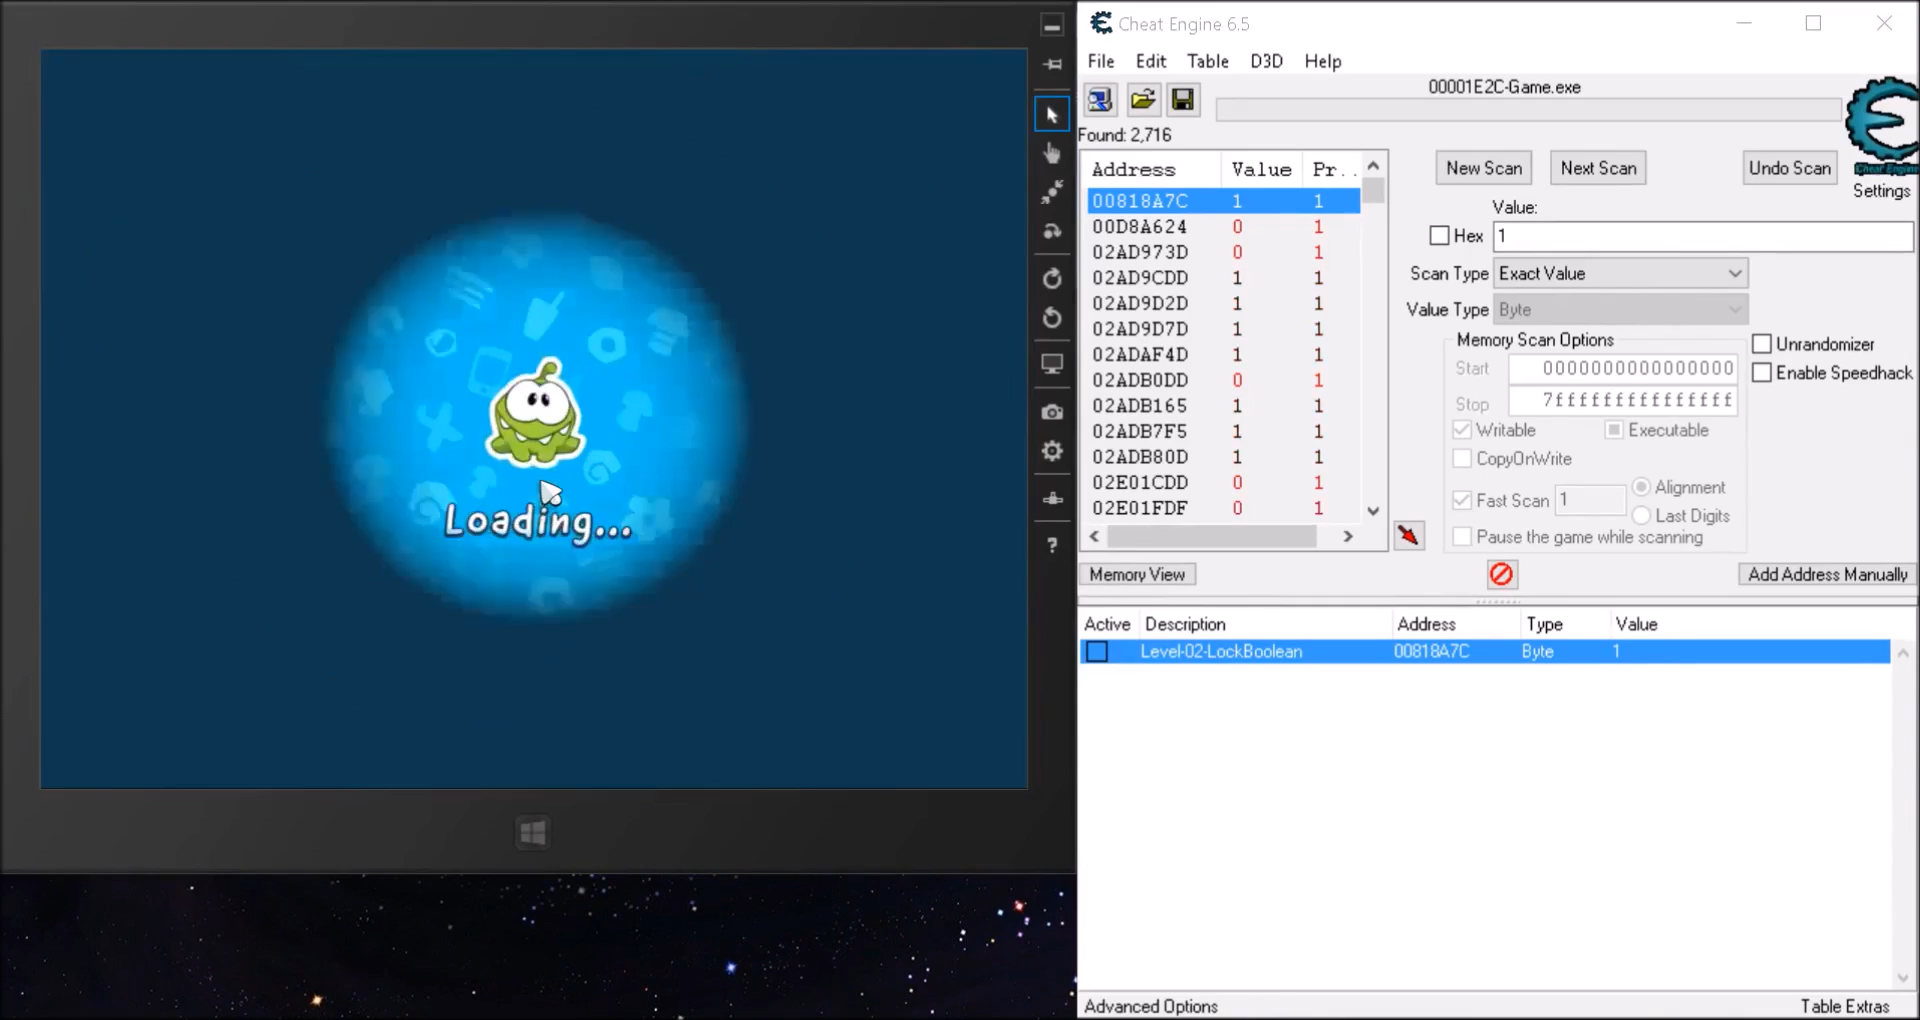 Loading...
?
Cheat Engine 6.5
File Edit Table D3D Help
00001E2C-Game.exe
Found: 2,716
Address Value Pr..
00818A7C 1 1
00D8A624 0 1
02AD973D 0 1
02AD9CDD 1 1
02AD9D2D 1 1
02AD9D7D 1 1
02ADAF4D 1 1
02ADB0DD 0 1
02ADB165 1 1
02ADB7F5 1 1
02ADB80D 1 1
02E01CDD 0 1
02E01FDF 0 1
New Scan Next Scan Undo Scan
Cheat Engine
Settings
Value:
Hex 1
Scan Type Exact Value
Value Type Byte
Memory Scan Options
Start 0000000000000000
Stop 7fffffffffffffff
Writable Executable
CopyOnWrite
Fast Scan 1 Alignment
Last Digits
Pause the game while scanning
Unrandomizer
Enable Speedhack
Memory View Add Address Manually
Active Description Address Type Value
Level-02-LockBoolean 00818A7C Byte 1
Advanced Options Table Extras